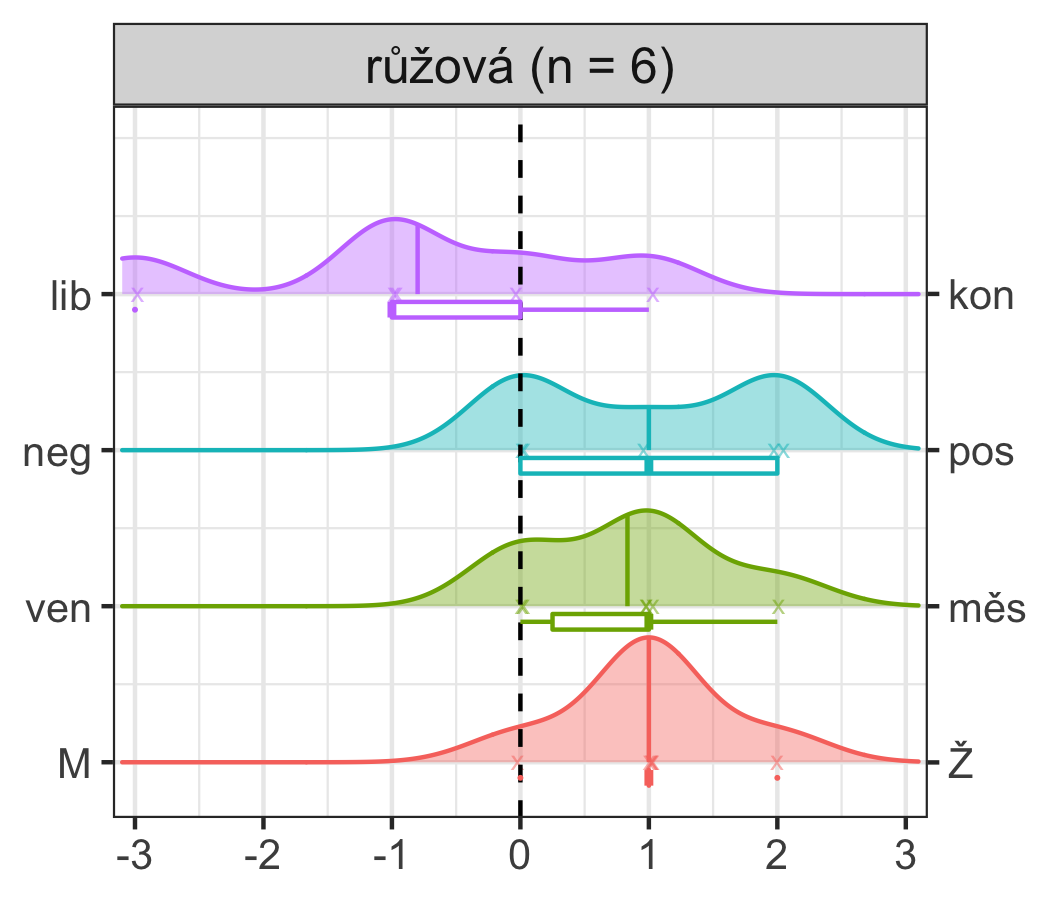 růžová (n = 6)
lib kon
neg pos
ven měs
M Ž
-3 -2 -1 0 1 2 3